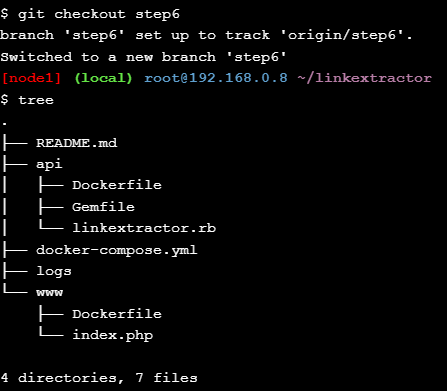 $ git checkout step6
branch 'step6' set up to track 'origin/step6'.
Switched to a new branch 'step6'
[node1] (local) root@192.168.0.8 ~/linkextractor
$ tree
.
├── README.md
├── api
│   ├── Dockerfile
│   ├── Gemfile
│   └── linkextractor.rb
├── docker-compose.yml
├── logs
└── www
    ├── Dockerfile
    └── index.php

4 directories, 7 files